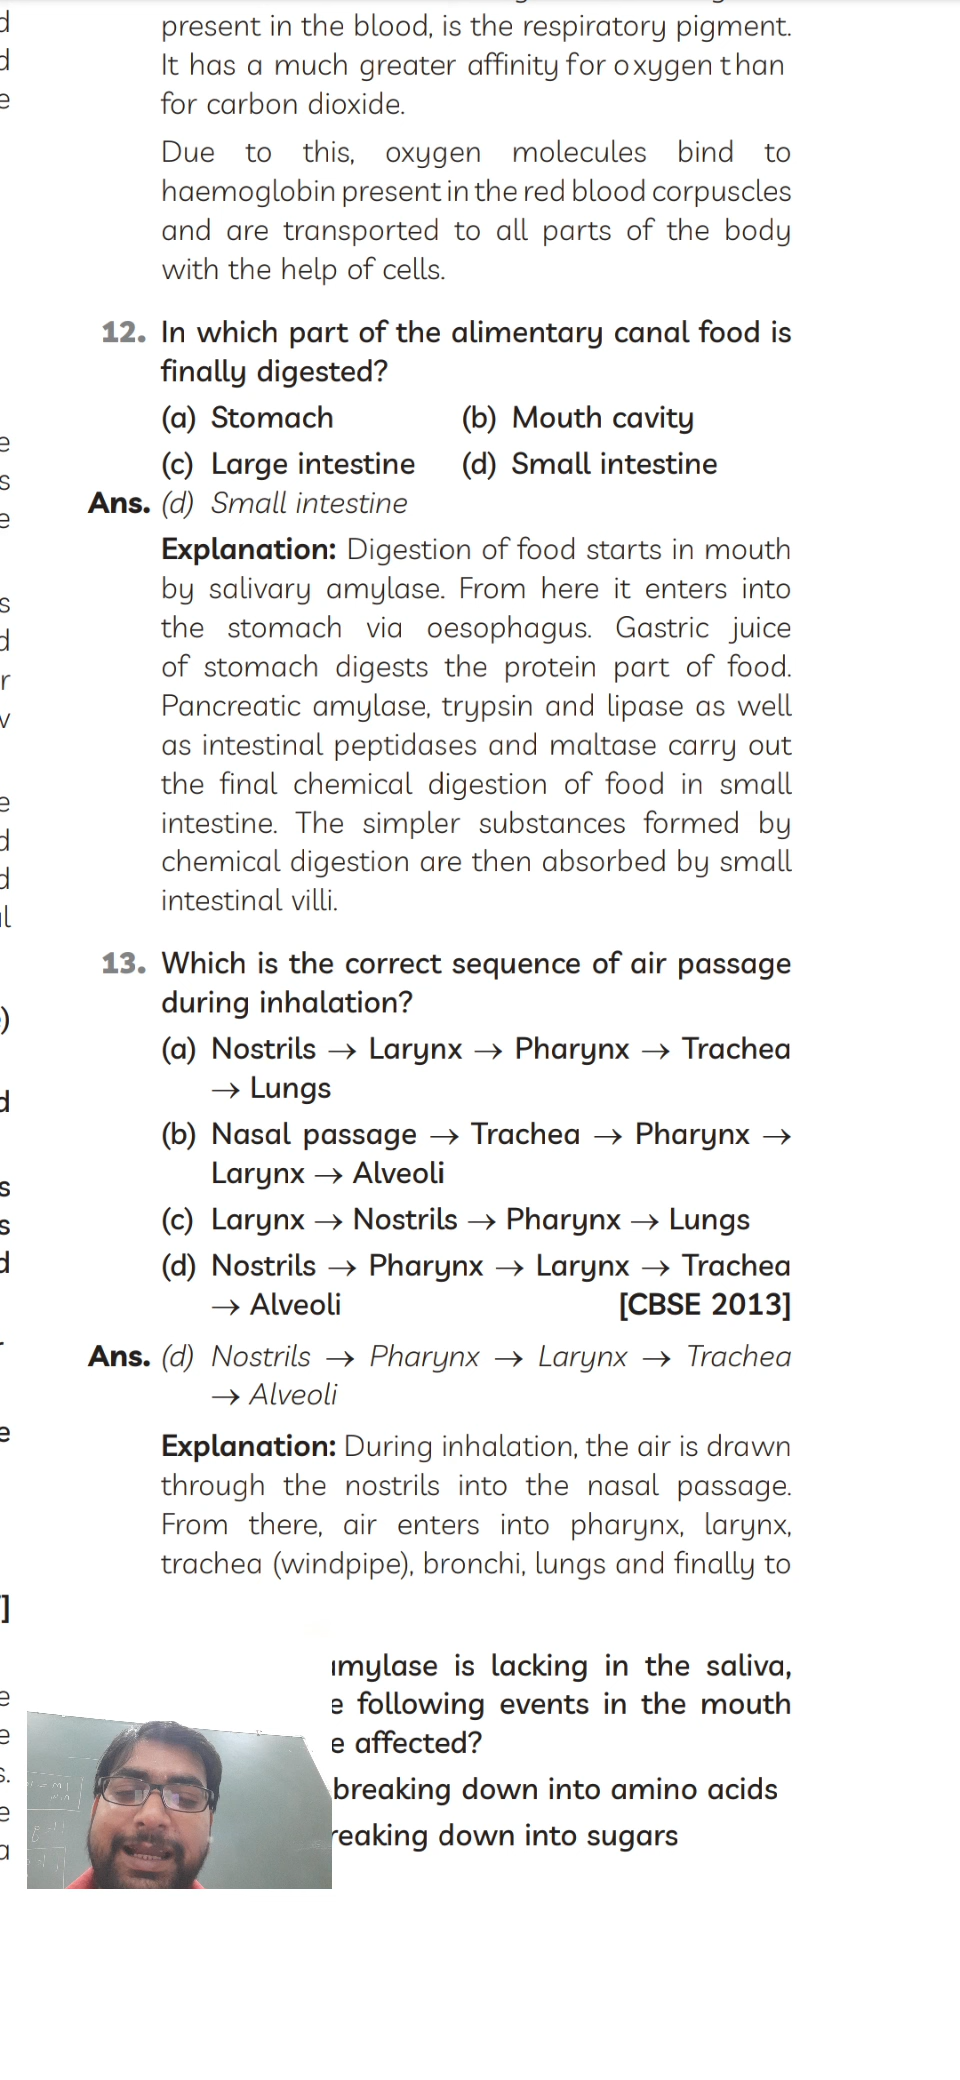 present in the blood, is the respiratory pigment.
It has a much greater affinity for oxygen than
for carbon dioxide.
Due to this, oxygen molecules bind to
haemoglobin present in the red blood corpuscles
and are transported to all parts of the body
with the help of cells.
12. In which part of the alimentary canal food is
finally digested?
(a) Stomach (b) Mouth cavity
(c) Large intestine (d) Small intestine
Ans. (d) Small intestine
Explanation: Digestion of food starts in mouth
by salivary amylase. From here it enters into
the stomach via oesophagus. Gastric juice
of stomach digests the protein part of food.
Pancreatic amylase, trypsin and lipase as well
as intestinal peptidases and maltase carry out
the final chemical digestion of food in small
intestine. The simpler substances formed by
chemical digestion are then absorbed by small
intestinal villi.
13. Which is the correct sequence of air passage
during inhalation?
(a) Nostrils → Larynx → Pharynx → Trachea
→ Lungs
(b) Nasal passage → Trachea → Pharynx →
Larynx → Alveoli
(c) Larynx → Nostrils → Pharynx → Lungs
(d) Nostrils → Pharynx → Larynx → Trachea
→ Alveoli [CBSE 2013]
Ans. (d) Nostrils → Pharynx → Larynx → Trachea
→ Alveoli
Explanation: During inhalation, the air is drawn
through the nostrils into the nasal passage.
From there, air enters into pharynx, larynx,
trachea (windpipe), bronchi, lungs and finally to
mylase is lacking in the saliva,
e following events in the mouth
e affected?
breaking down into amino acids
reaking down into sugars